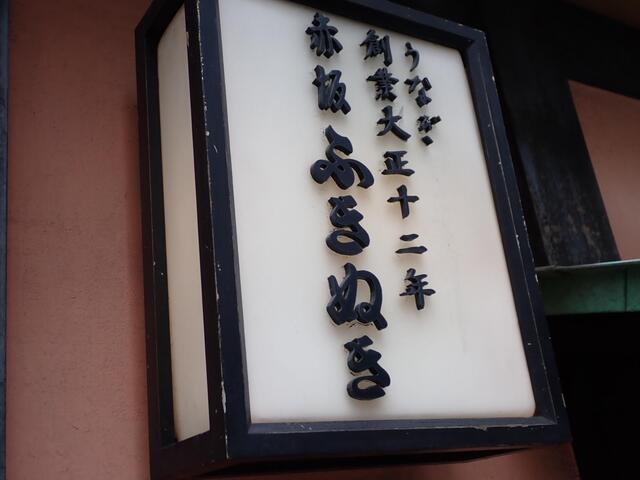 うなぎ
創業大正十二年
赤坂ふきぬき